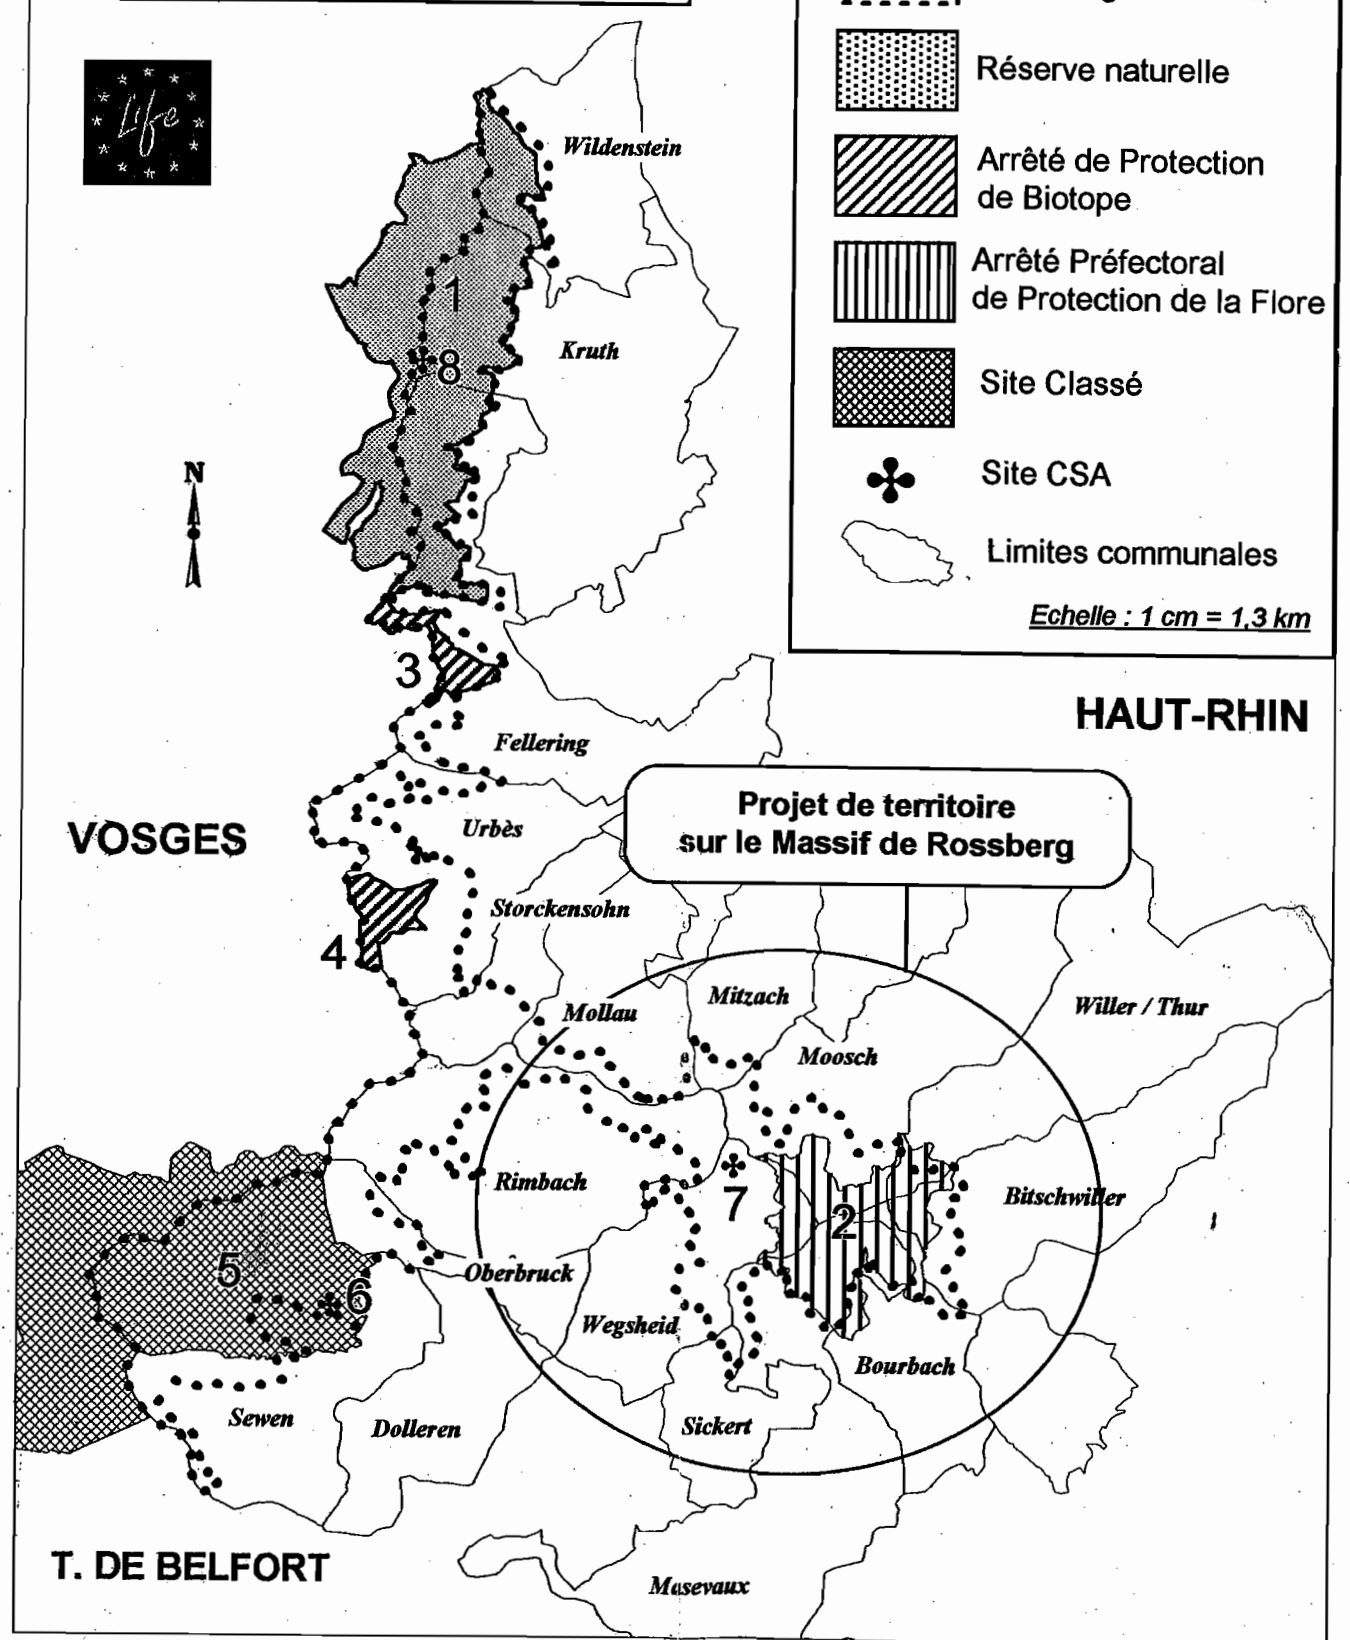 Life
Réserve naturelle
Arrêté de Protection
de Biotope
Arrêté Préfectoral
de Protection de la Flore
Site Classé
Site CSA
Limites communales
Echelle : 1 cm = 1,3 km
N
Wildenstein
1
Kruth
8
3
HAUT-RHIN
Fellering
Projet de territoire
sur le Massif de Rossberg
VOSGES
Urbès
Storckensohn
4
Mitzach
Mollau
Willer / Thur
Moosch
Rimbach
7
2
Bitschwiller
5
Oberbruck
6
Wegsheid
Bourbach
Sewen
Dolleren
Sickert
T. DE BELFORT
Masevaux